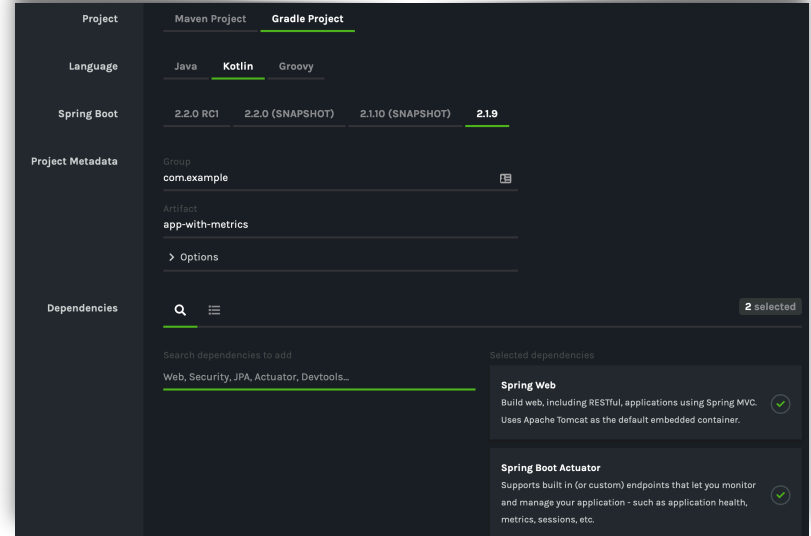 Project
Maven Project Gradle Project
Language
Java Kotlin Groovy
Spring Boot
2.2.0 RC1 2.2.0 (SNAPSHOT) 2.1.10 (SNAPSHOT) 2.1.9
Project Metadata
Group
com.example
Artifact
app-with-metrics
Options
Dependencies
2 selected
Search dependencies to add
Web, Security, JPA, Actuator, Devtools...
Selected dependencies
Spring Web
Build web, including RESTful, applications using Spring MVC.
Uses Apache Tomcat as the default embedded container.
Spring Boot Actuator
Supports built in (or custom) endpoints that let you monitor
and manage your application - such as application health,
metrics, sessions, etc.